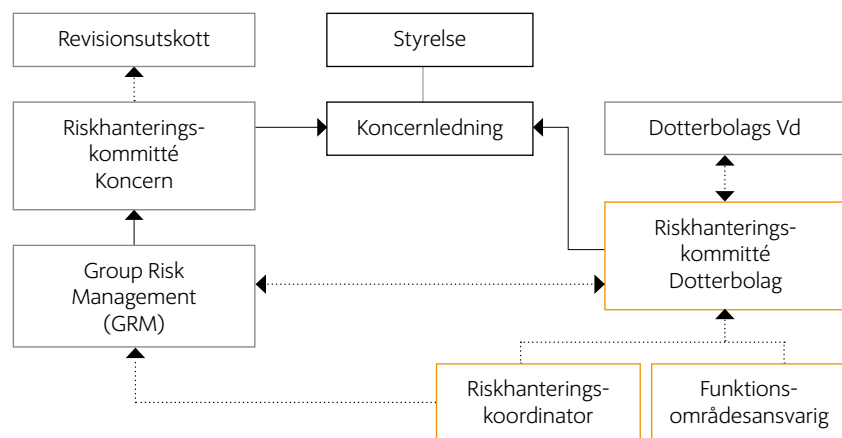 Revisionsutskott
Styrelse
Riskhanterings-
kommitté
Koncern
Koncernledning
Dotterbolags Vd
Riskhanterings-
kommitté
Dotterbolag
Group Risk
Management
(GRM)
Riskhanterings-
koordinator
Funktions-
områdesansvarig